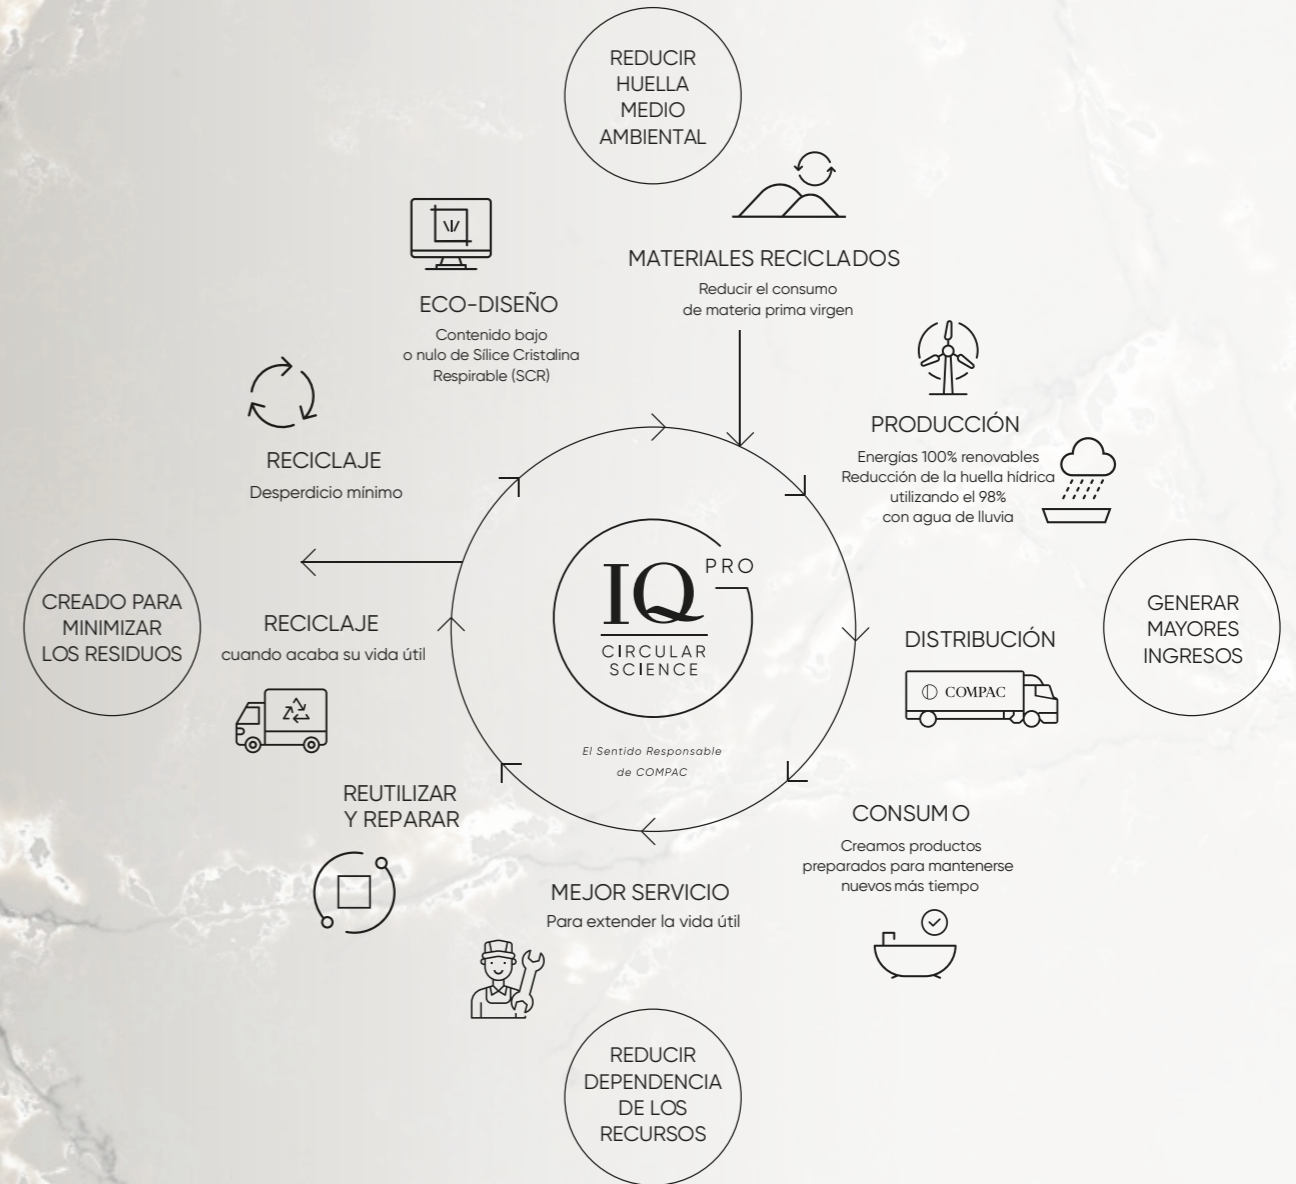 REDUCIR
HUELLA
MEDIO
AMBIENTAL
MATERIALES RECICLADOS
Reducir el consumo
de materia prima virgen
ECO-DISEÑO
Contenido bajo
o nulo de Sílice Cristalina
Respirable (SCR)
PRODUCCIÓN
Energías 100% renovables
Reducción de la huella hídrica
utilizando el 98%
con agua de lluvia
RECICLAJE
Desperdicio mínimo
CREADO PARA
MINIMIZAR
LOS RESIDUOS
RECICLAJE
cuando acaba su vida útil
IQ PRO
CIRCULAR
SCIENCE
El Sentido Responsable
de COMPAC
DISTRIBUCIÓN
COMPAC
GENERAR
MAYORES
INGRESOS
REUTILIZAR
Y REPARAR
CONSUMO
Creamos productos
preparados para mantenerse
nuevos más tiempo
MEJOR SERVICIO
Para extender la vida útil
REDUCIR
DEPENDENCIA
DE LOS
RECURSOS